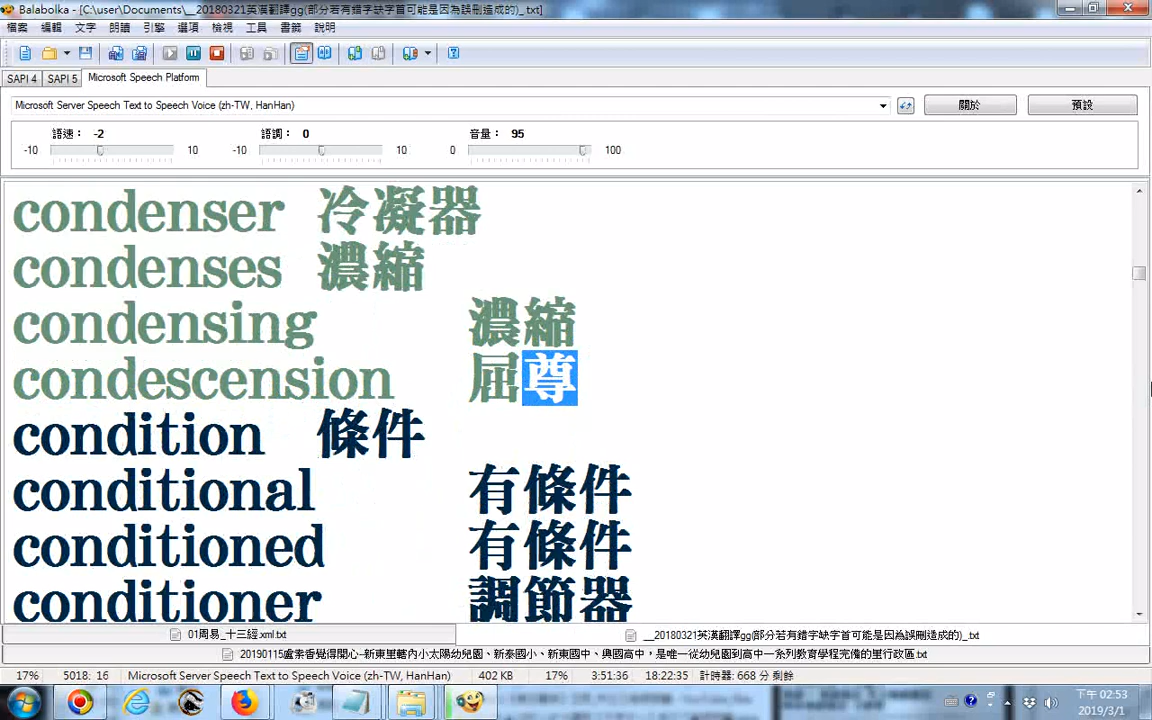 Balabolka - [C:\user\Documents\__20180321英漢翻譯gg(部分若有錯字缺字首可能是因為誤刪造成的)_.txt]
檔案 編輯 文字 朗讀 引擎 選項 檢視 工具 書籤 說明
SAPI 4 SAPI 5 Microsoft Speech Platform
Microsoft Server Speech Text to Speech Voice (zh-TW, HanHan) 關於 預設
語速： -2 語調： 0 音量： 95
-10 10 -10 10 0 100
condenser 冷凝器
condenses 濃縮
condensing 濃縮
condescension 屈尊
condition 條件
conditional 有條件
conditioned 有條件
conditioner 調節器
01周易_十三經.xml.txt __20180321英漢翻譯gg(部分若有錯字缺字首可能是因為誤刪造成的)_.txt
20190115盧素香覺得開心-新東里轄內小太陽幼兒園、新泰國小、新東國中、興國高中，是唯一從幼兒園到高中一系列教育學程完備的里行政區.txt
17% 5018: 16 Microsoft Server Speech Text to Speech Voice (zh-TW, HanHan) 402 KB 17% 3:51:36 18:22:35 計時器: 668 分 剩餘
下午 02:53
2019/3/1